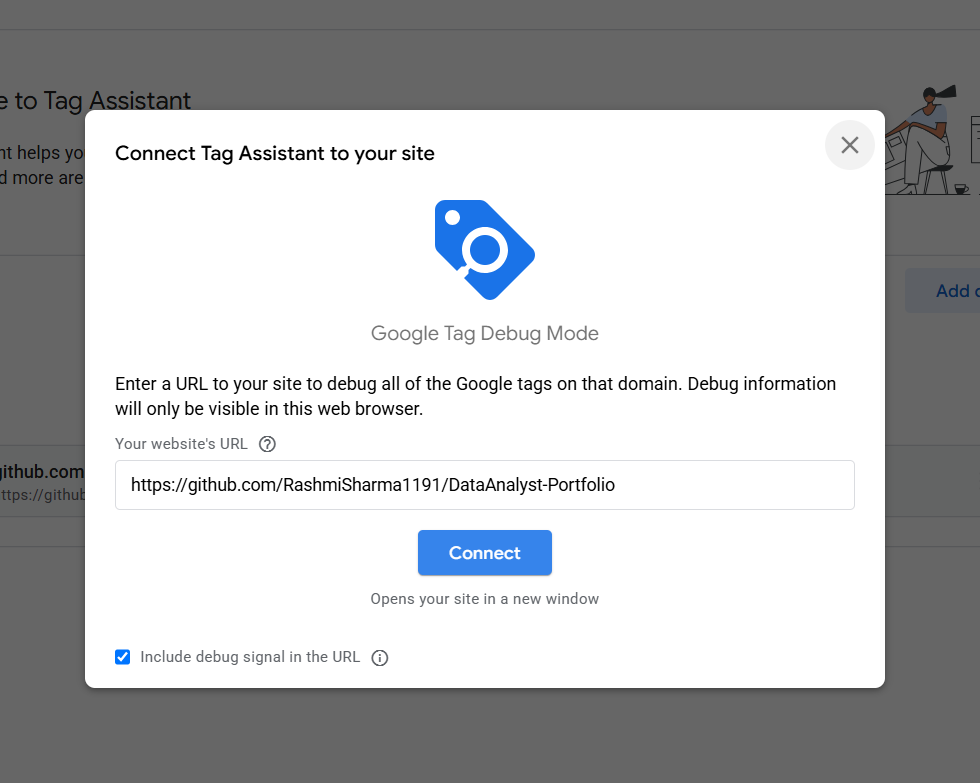 e to Tag Assistant
nt helps yo
d more are
Connect Tag Assistant to your site
Google Tag Debug Mode
Enter a URL to your site to debug all of the Google tags on that domain. Debug information
will only be visible in this web browser.
Your website's URL
https://github.com/RashmiSharma1191/DataAnalyst-Portfolio
Connect
Opens your site in a new window
Include debug signal in the URL
Add
github.com
ttps://github